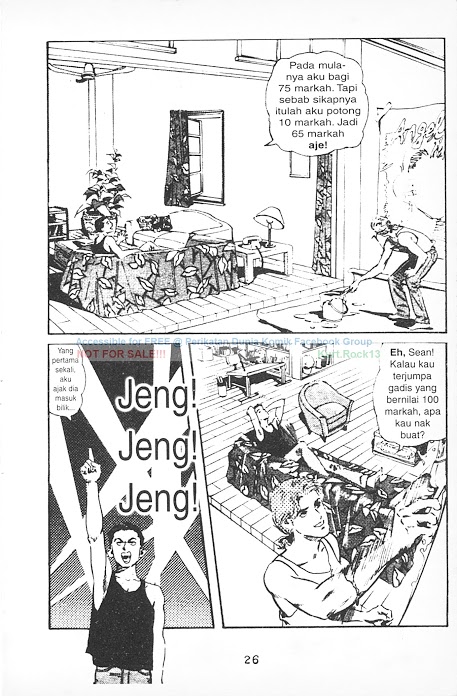 Pada mula-
nya aku bagi
75 markah. Tapi
sebab sikapnya
itulah aku potong
10 markah. Jadi
65 markah
aje!
Accessible for FREE @ Perikatan Dunia Komik Facebook Group
NOT FOR SALE!!!
Yang
pertama
sekali,
aku
ajak dia
masuk
bilik...
Jeng!
Jeng!
Jeng!
Eh, Sean!
Kalau kau
terjumpa
gadis yang
bernilai 100
markah, apa
kau nak
buat?
26